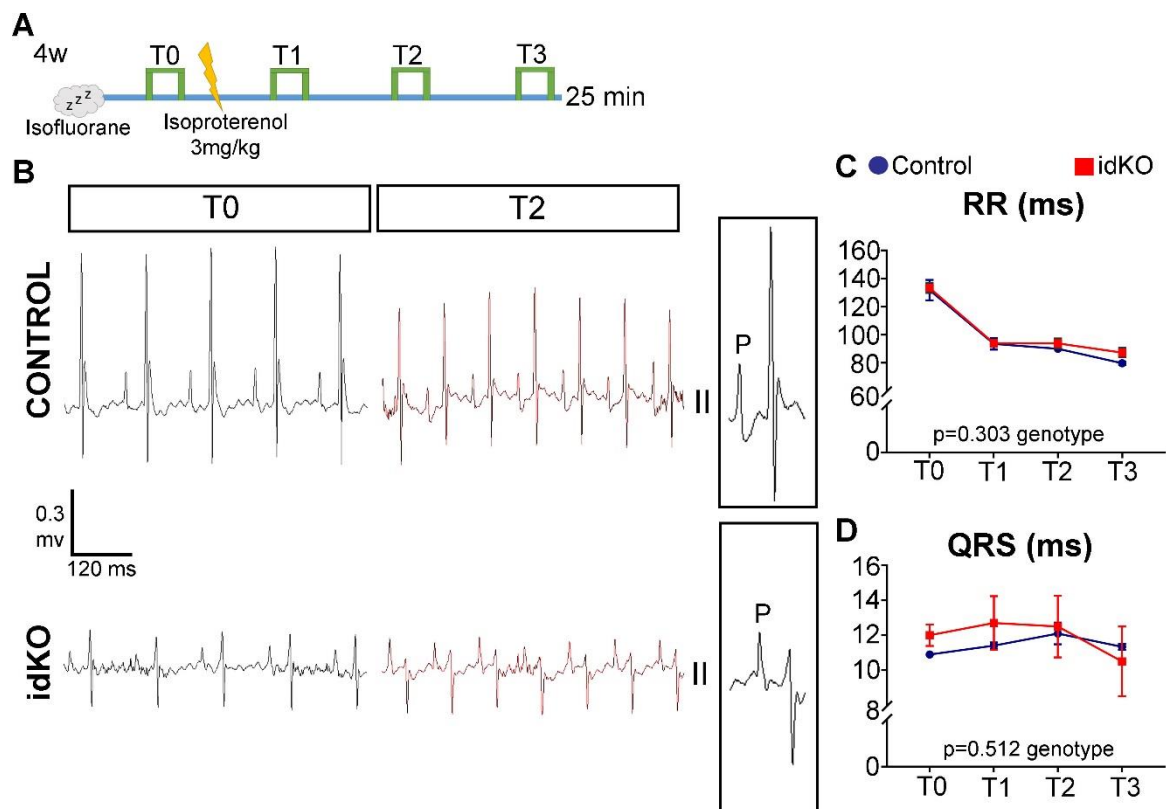 A
4w
T0
T1
T2
T3
z z z
25 min
Isofluorane
Isoproterenol
3mg/kg
B
T0
T2
CONTROL
II
P
0.3
mv
120 ms
idKO
II
P
C
Control
idKO
RR (ms)
160
140
120
100
80
60
0
p=0.303 genotype
T0 T1 T2 T3
D
QRS (ms)
16
14
12
10
8
0
p=0.512 genotype
T0 T1 T2 T3